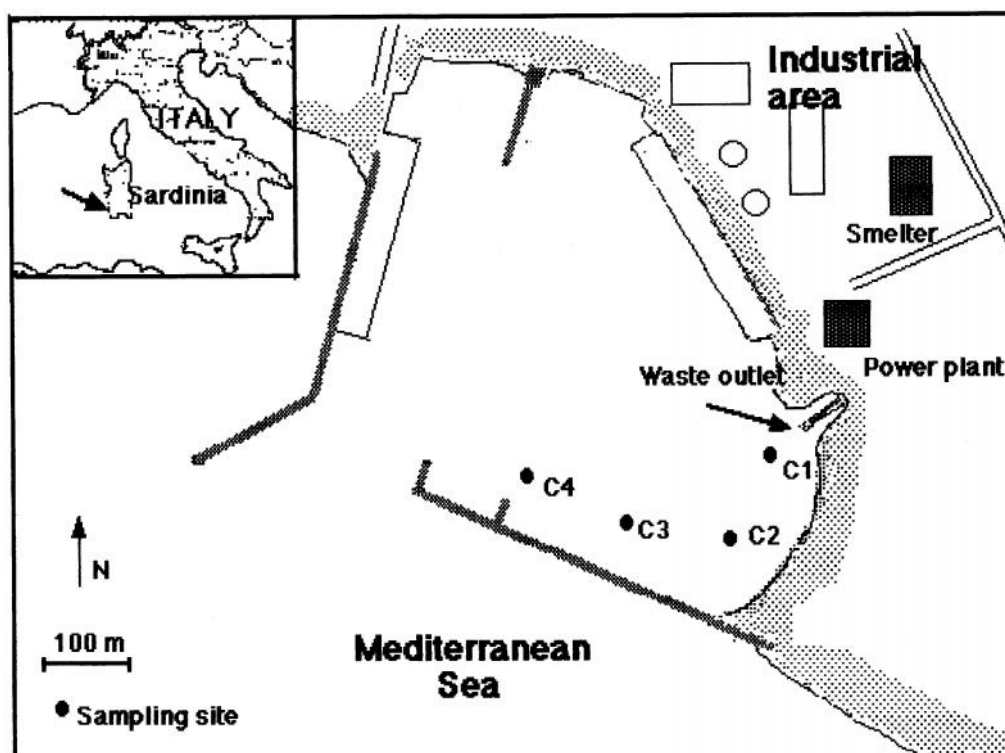 ITALY
Sardinia
Industrial
area
Smelter
Power plant
Waste outlet
C1
C2
C3
C4
N
100 m
Mediterranean
Sea
Sampling site